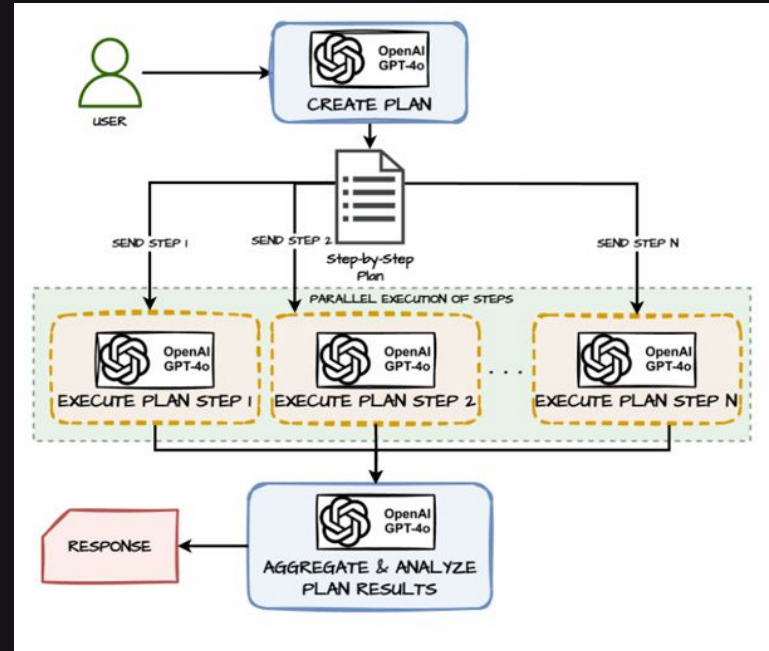 OpenAI
GPT-4o
CREATE PLAN
USER
SEND STEP 1
SEND STEP 2
SEND STEP N
Step-by-Step
Plan
PARALLEL EXECUTION OF STEPS
OpenAI
GPT-4o
EXECUTE PLAN STEP 1
OpenAI
GPT-4o
EXECUTE PLAN STEP 2
. . .
OpenAI
GPT-4o
EXECUTE PLAN STEP N
OpenAI
GPT-4o
AGGREGATE & ANALYZE
PLAN RESULTS
RESPONSE